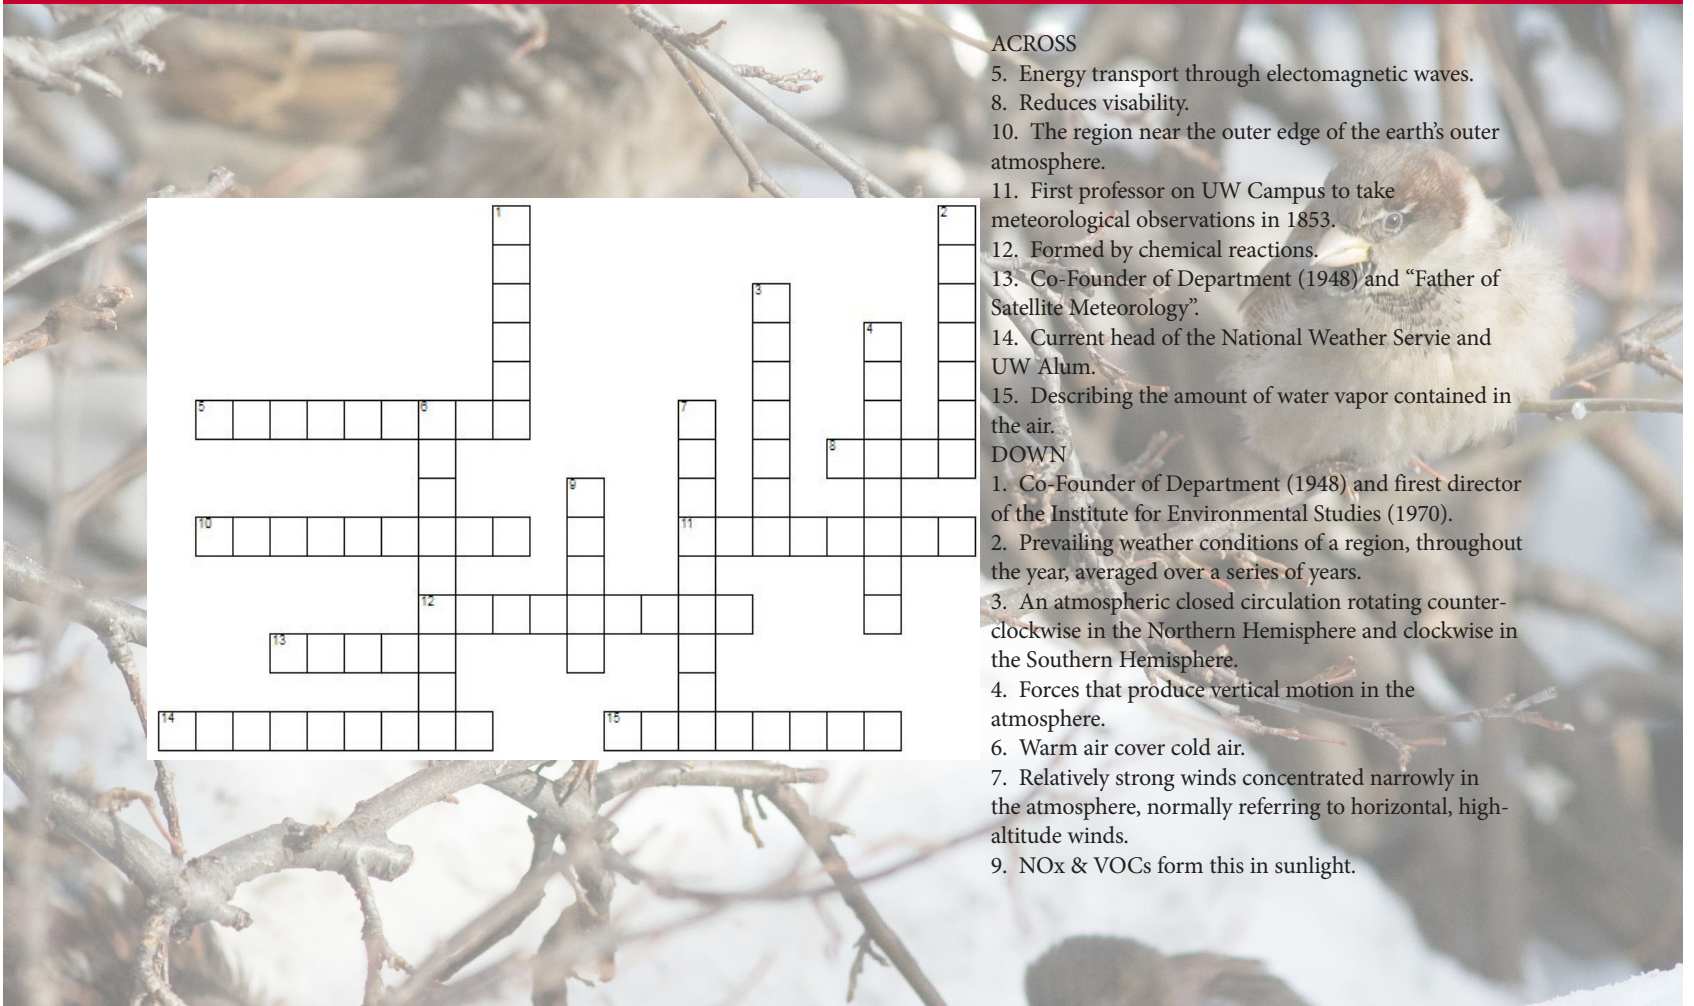 1
2
3
4
5
6
7
8
9
10
11
12
13
14
15
ACROSS
5. Energy transport through electomagnetic waves.
8. Reduces visability.
10. The region near the outer edge of the earth’s outer
atmosphere.
11. First professor on UW Campus to take
meteorological observations in 1853.
12. Formed by chemical reactions.
13. Co-Founder of Department (1948) and “Father of
Satellite Meteorology”.
14. Current head of the National Weather Servie and
UW Alum.
15. Describing the amount of water vapor contained in
the air.
DOWN
1. Co-Founder of Department (1948) and firest director
of the Institute for Environmental Studies (1970).
2. Prevailing weather conditions of a region, throughout
the year, averaged over a series of years.
3. An atmospheric closed circulation rotating counter-
clockwise in the Northern Hemisphere and clockwise in
the Southern Hemisphere.
4. Forces that produce vertical motion in the
atmosphere.
6. Warm air cover cold air.
7. Relatively strong winds concentrated narrowly in
the atmosphere, normally referring to horizontal, high-
altitude winds.
9. NOx & VOCs form this in sunlight.